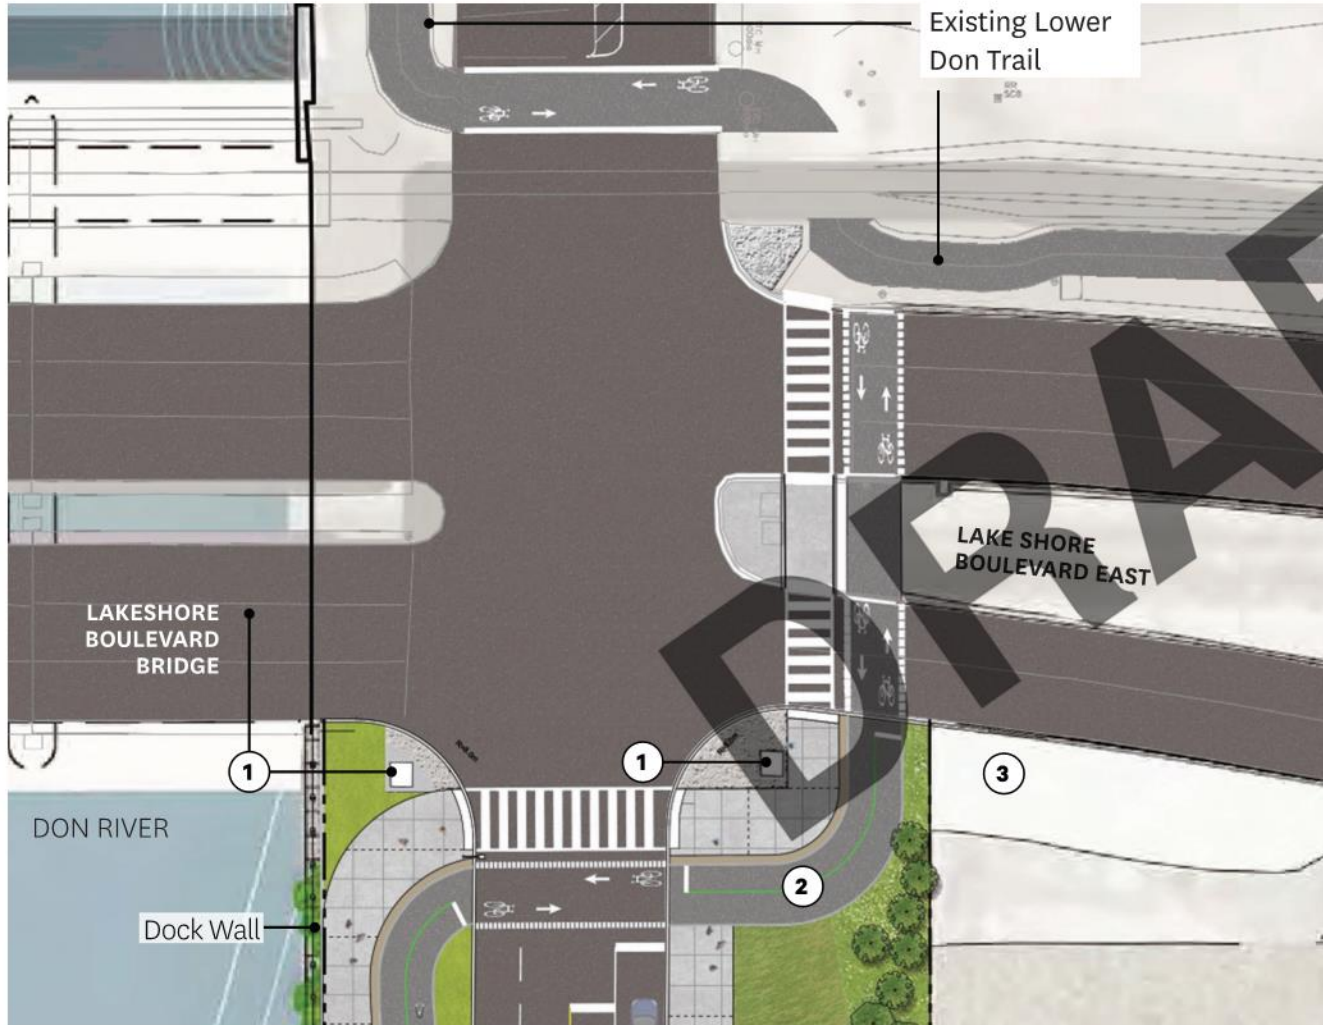 Existing Lower
Don Trail
LAKE SHORE
BOULEVARD EAST
LAKESHORE
BOULEVARD
BRIDGE
1
1
3
DON RIVER
2
Dock Wall
DRAF